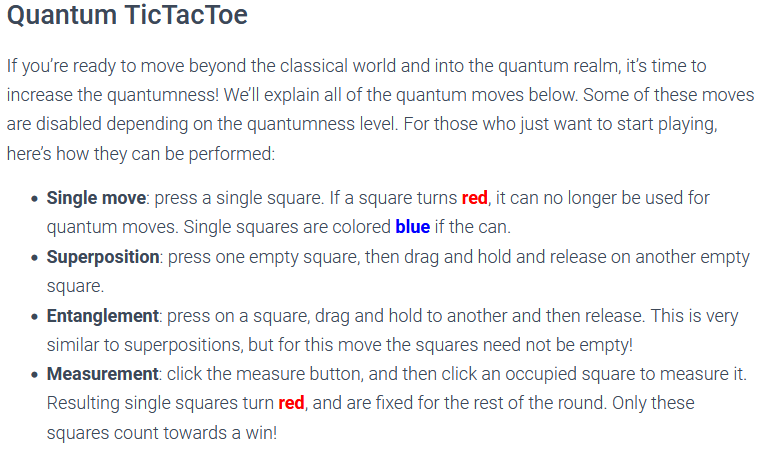 Quantum TicTacToe
If you're ready to move beyond the classical world and into the quantum realm, it's time to
increase the quantumness! We'll explain all of the quantum moves below. Some of these moves
are disabled depending on the quantumness level. For those who just want to start playing,
here's how they can be performed:
• Single move: press a single square. If a square turns red, it can no longer be used for
quantum moves. Single squares are colored blue if the can.
• Superposition: press one empty square, then drag and hold and release on another empty
square.
• Entanglement: press on a square, drag and hold to another and then release. This is very
similar to superpositions, but for this move the squares need not be empty!
• Measurement: click the measure button, and then click an occupied square to measure it.
Resulting single squares turn red, and are fixed for the rest of the round. Only these
squares count towards a win!